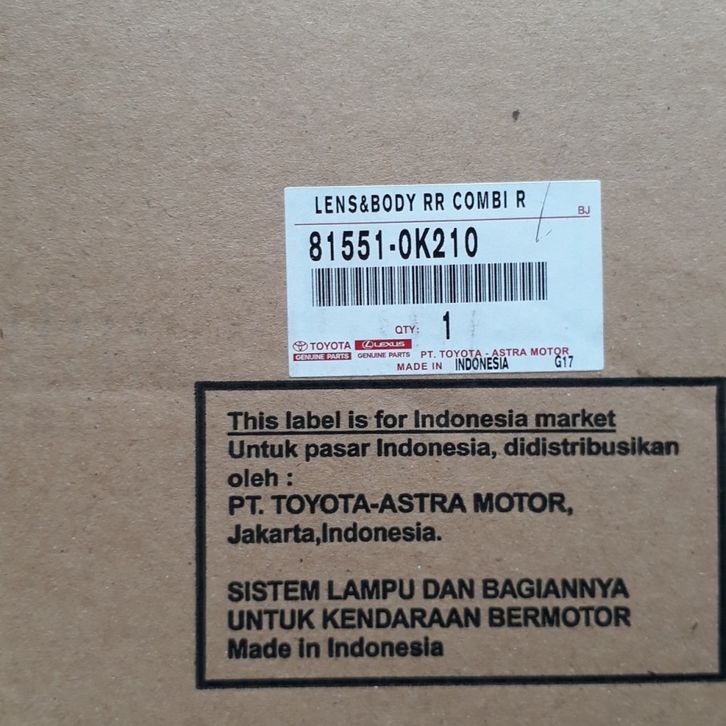 LENS&BODY RR COMBI R
BJ
81551-0K210
QTY: 1
TOYOTA LEXUS
GENUINE PARTS GENUINE PARTS PT. TOYOTA - ASTRA MOTOR
MADE IN INDONESIA G17
This label is for Indonesia market
Untuk pasar Indonesia, didistribusikan
oleh :
PT. TOYOTA-ASTRA MOTOR,
Jakarta,Indonesia.
SISTEM LAMPU DAN BAGIANNYA
UNTUK KENDARAAN BERMOTOR
Made in Indonesia